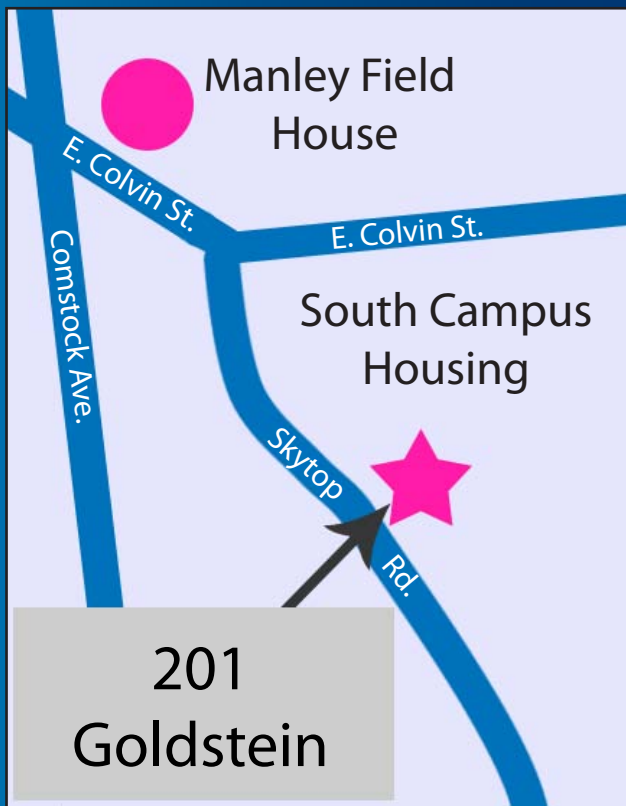 Manley Field
House
E. Colvin St.
E. Colvin St.
Comstock Ave.
South Campus
Housing
Skytop
Rd.
201
Goldstein